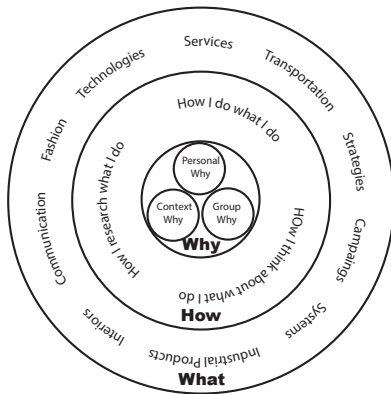 Services
Transportation
Strategies
Campaings
Systems
Industrial Products
Interiors
Communication
Fashion
Technologies
What
How I do what I do
HOw I think about what I do
How I research what I do
How
Personal
Why
Context
Why
Group
Why
Why